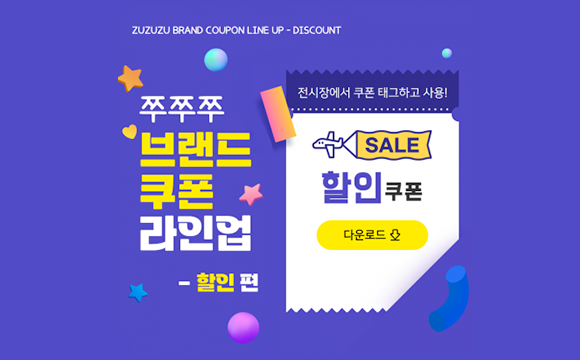 ZUZUZU BRAND COUPON LINE UP - DISCOUNT
쭈쭈쭈
브랜드
쿠폰
라인업
- 할인 편
전시장에서 쿠폰 태그하고 사용!
SALE
할인쿠폰
다운로드